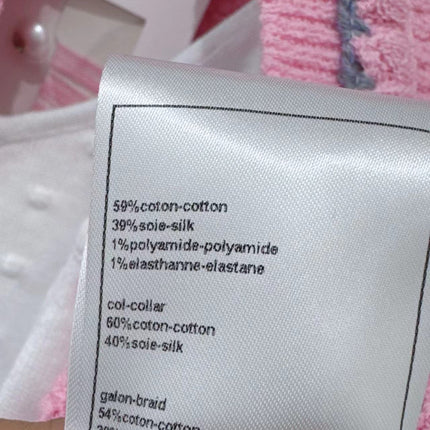 59%coton-cotton
39%soie-silk
1%polyamide-polyamide
1%elasthanne-elastane
col-collar
60%coton-cotton
40%soie-silk
galon-braid
54%coton-cotton